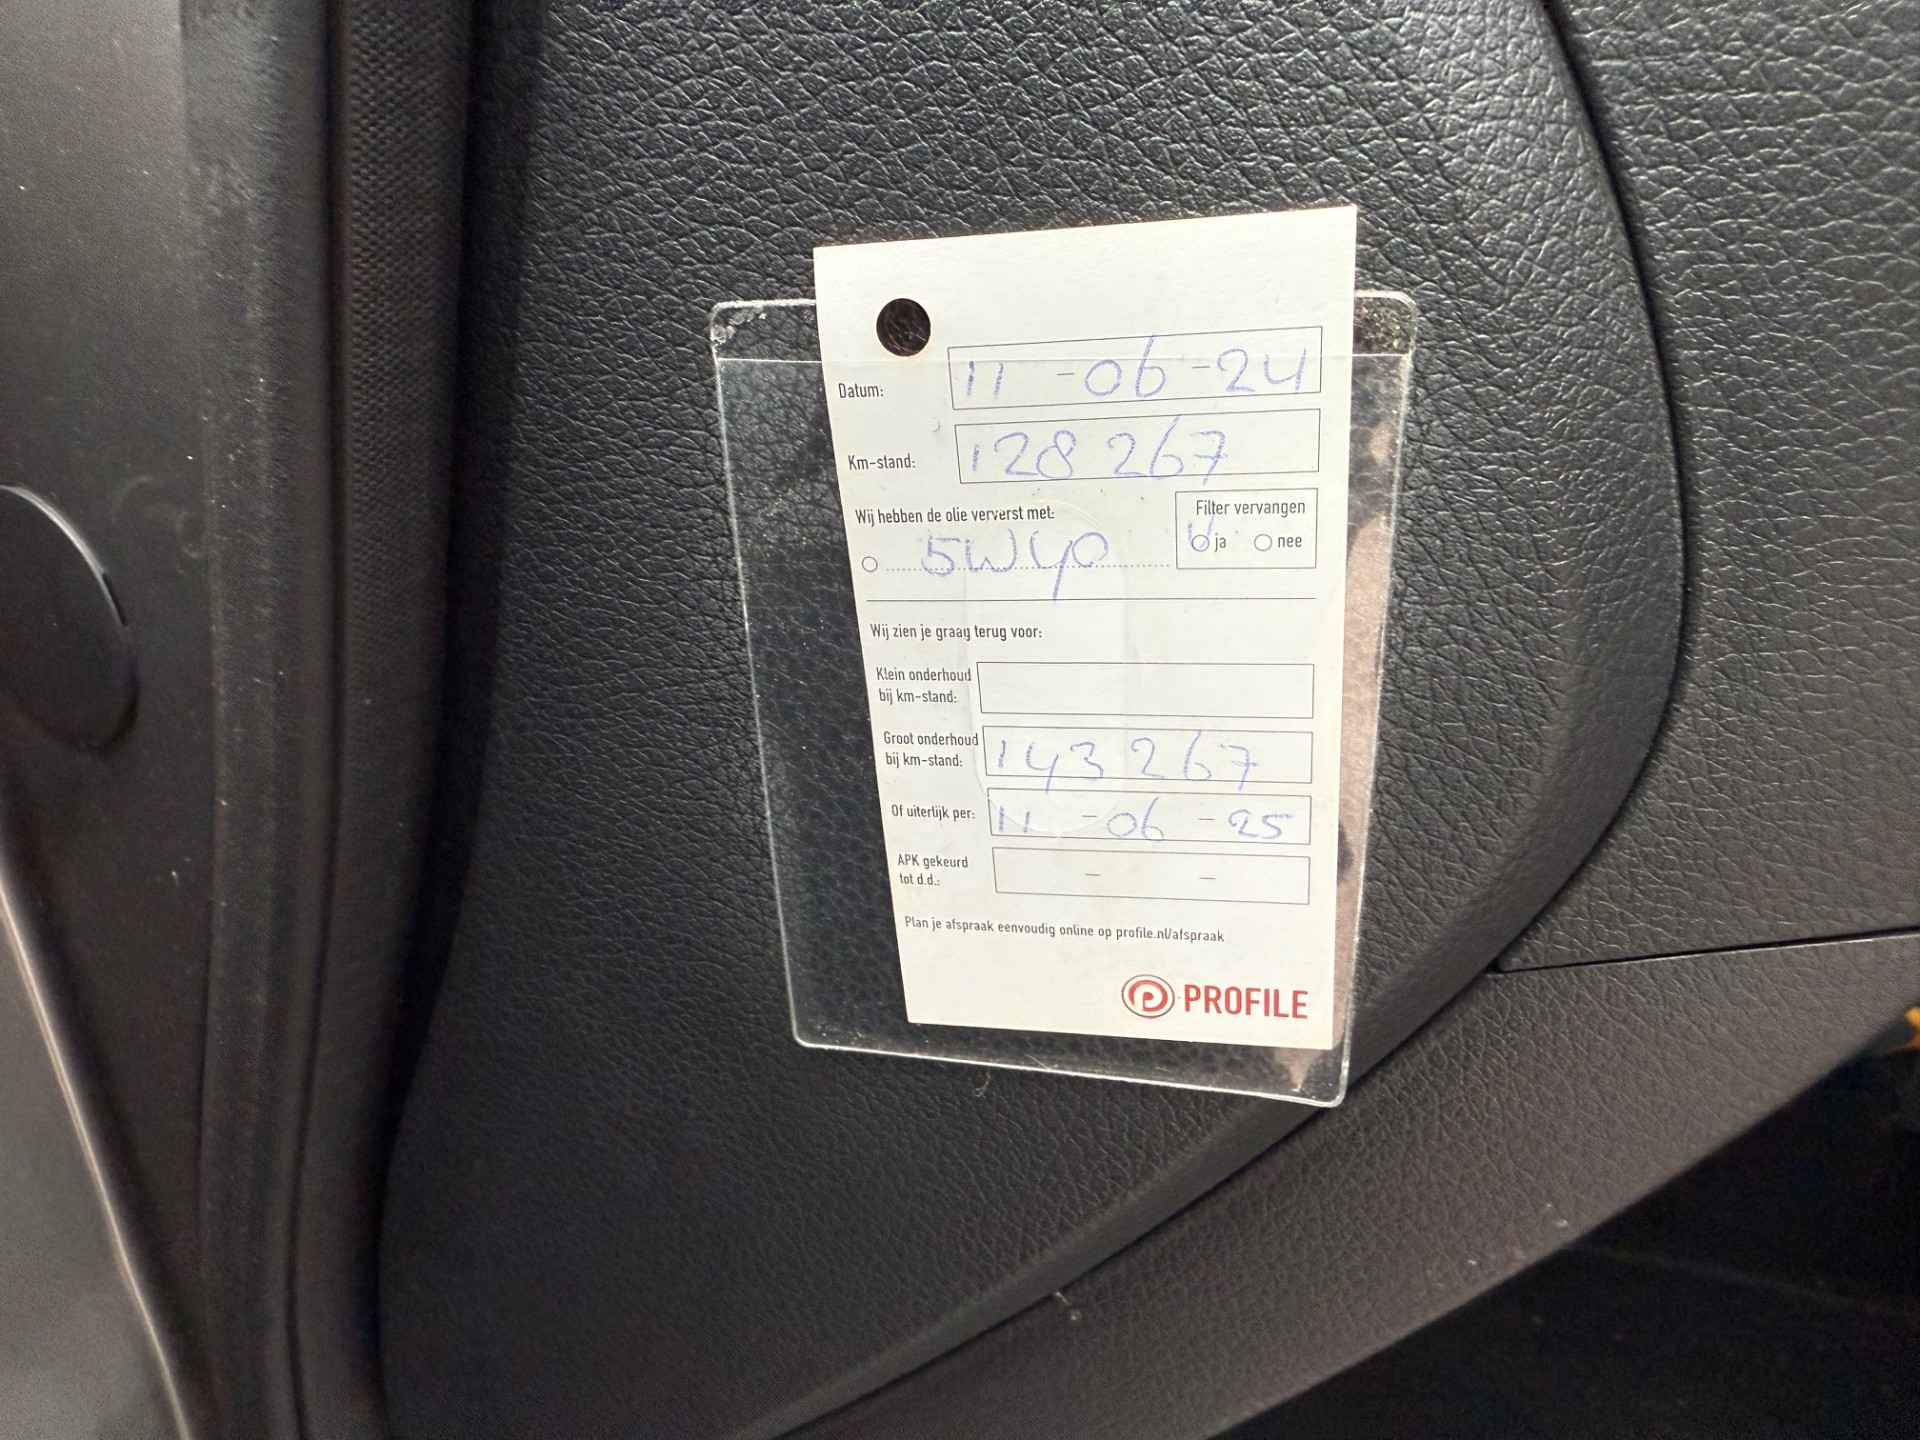 Datum: 11 - 06 - 24
Km-stand: 128 267
Wij hebben de olie ververst met:
5W40
Filter vervangen
ja nee
Wij zien je graag terug voor:
Klein onderhoud
bij km-stand:
Groot onderhoud
bij km-stand: 143 267
Of uiterlijk per: 11 - 06 - 25
APK gekeurd
tot d.d.: - -
Plan je afspraak eenvoudig online op profile.nl/afspraak
PROFILE